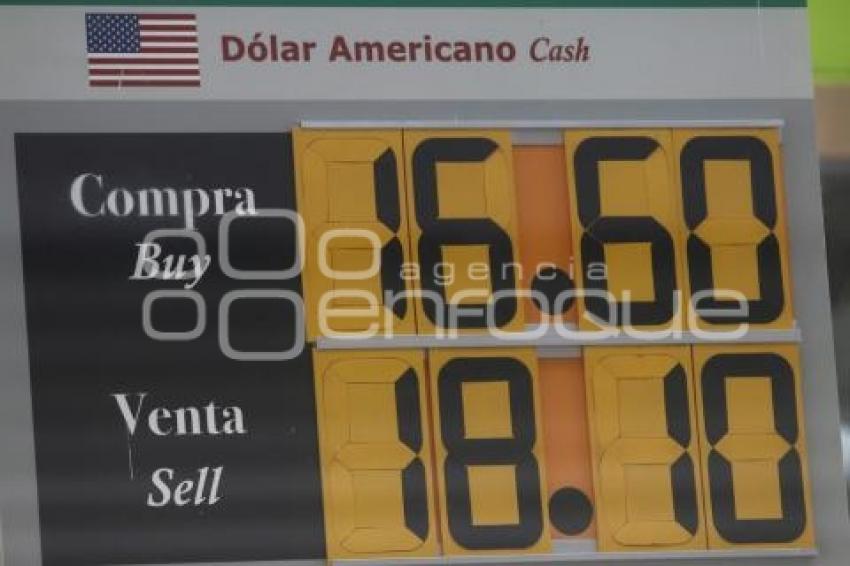 Dólar Americano Cash
Compra
Buy
16.60
agencia
enfoque
Venta
Sell
18.10